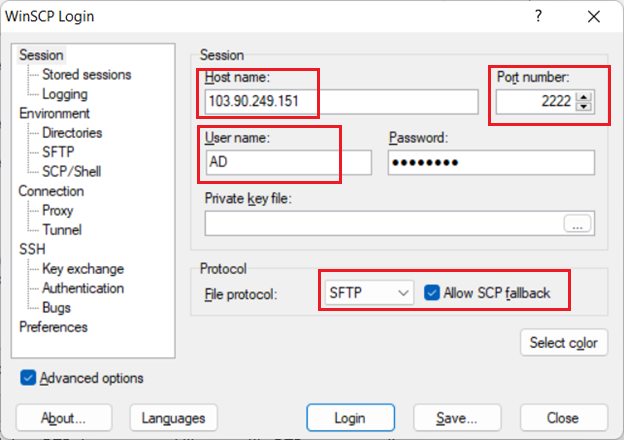 WinSCP Login
?
Session
Stored sessions
Logging
Environment
Directories
SFTP
SCP/Shell
Connection
Proxy
Tunnel
SSH
Key exchange
Authentication
Bugs
Preferences
Session
Host name:
Port number:
103.90.249.151
2222
User name:
Password:
AD
••••••••
Private key file:
...
Protocol
File protocol:
SFTP
Allow SCP fallback
Select color
Advanced options
About...
Languages
Login
Save...
Close